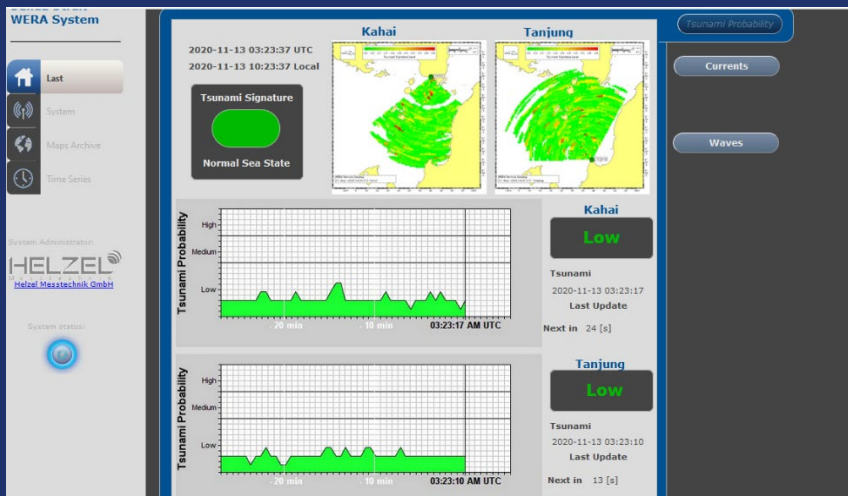 WERA System
Last
System
Maps Archive
Time Series
System Administrator:
HELZEL
Messtechnik
Helzel Messtechnik GmbH
System status:
2020-11-13 03:23:37 UTC
2020-11-13 10:23:37 Local
Tsunami Signature
Normal Sea State
Kahai
Tanjung
Tsunami Probability
High
Medium
Low
- 20 min
- 10 min
03:23:17 AM UTC
Kahai
Low
Tsunami
2020-11-13 03:23:17
Last Update
Next in 24 [s]
Tsunami Probability
High
Medium
Low
- 20 min
- 10 min
03:23:10 AM UTC
Tanjung
Low
Tsunami
2020-11-13 03:23:10
Last Update
Next in 13 [s]
Tsunami Probability
Currents
Waves